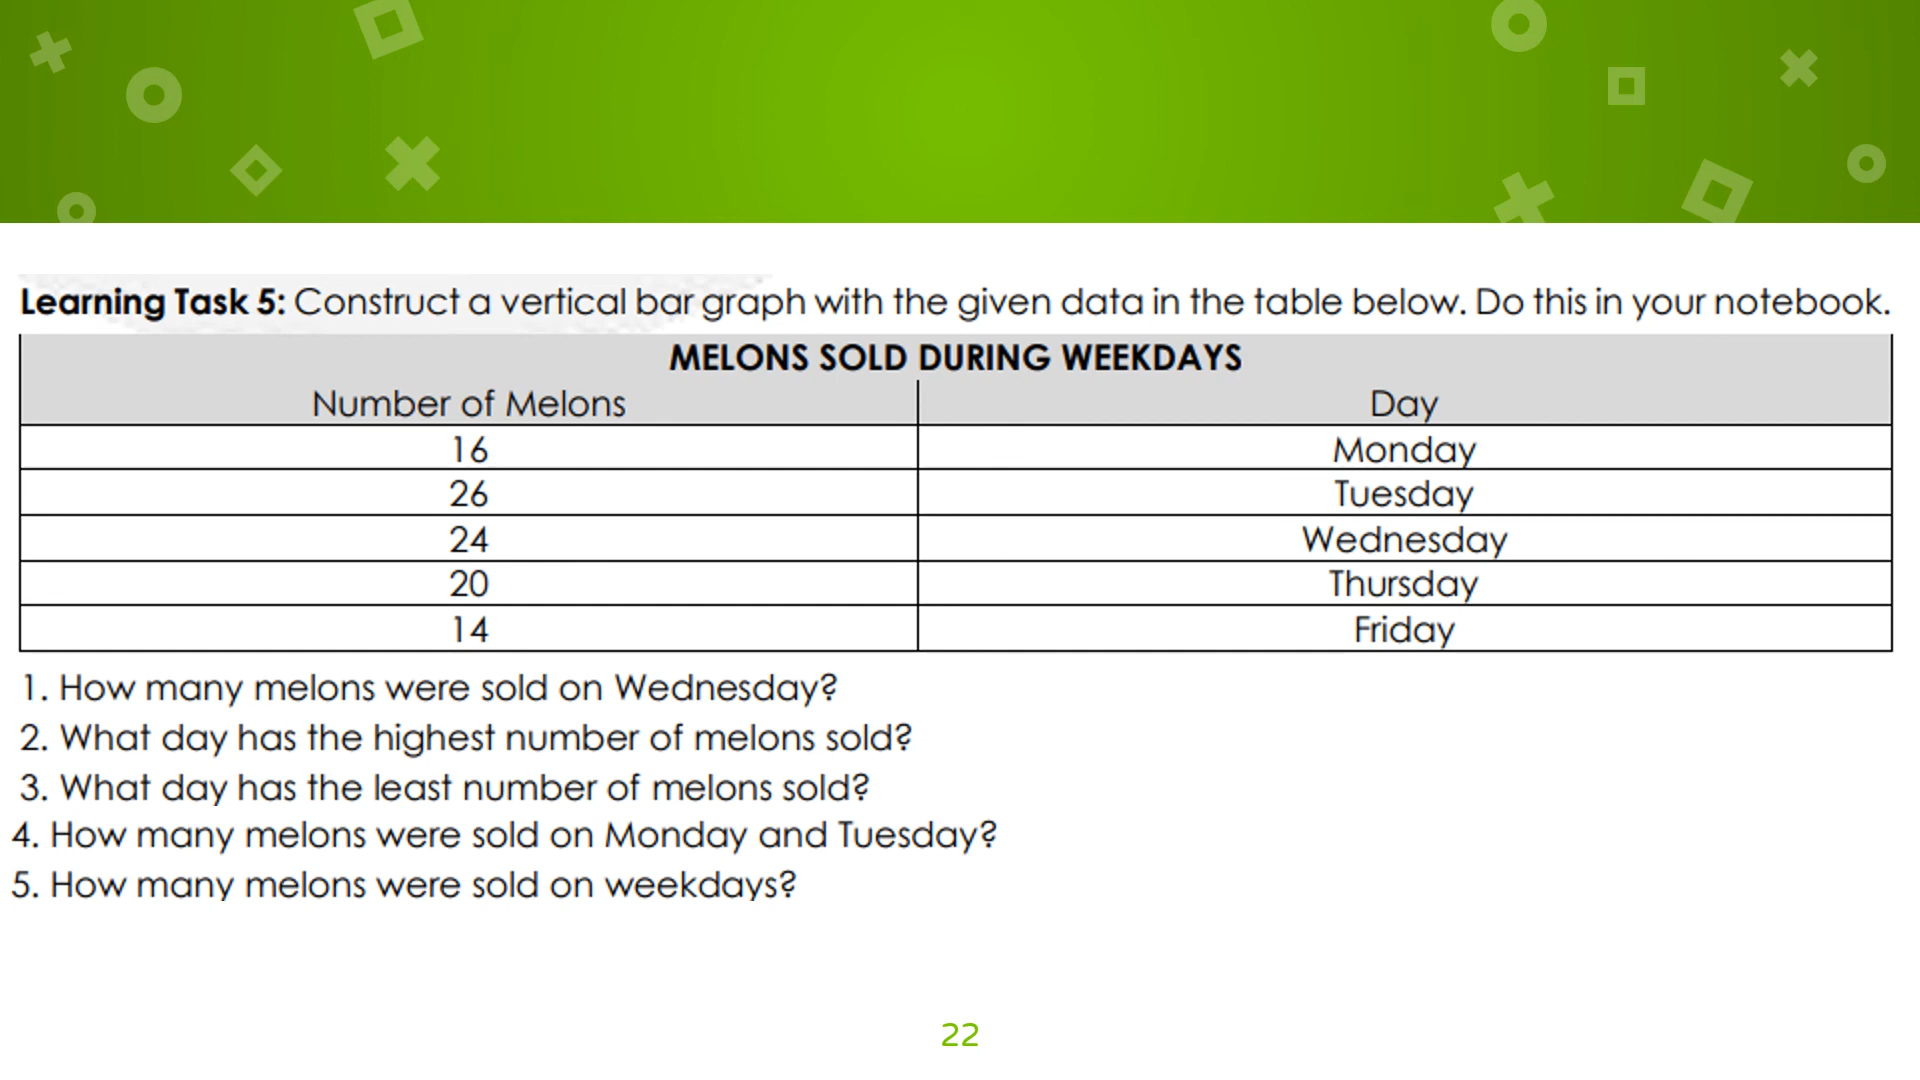 Learning Task 5: Construct a vertical bar graph with the given data in the table below. Do this in your notebook.
MELONS SOLD DURING WEEKDAYS
Number of Melons Day
16 Monday
26 Tuesday
24 Wednesday
20 Thursday
14 Friday
1. How many melons were sold on Wednesday?
2. What day has the highest number of melons sold?
3. What day has the least number of melons sold?
4. How many melons were sold on Monday and Tuesday?
5. How many melons were sold on weekdays?
22